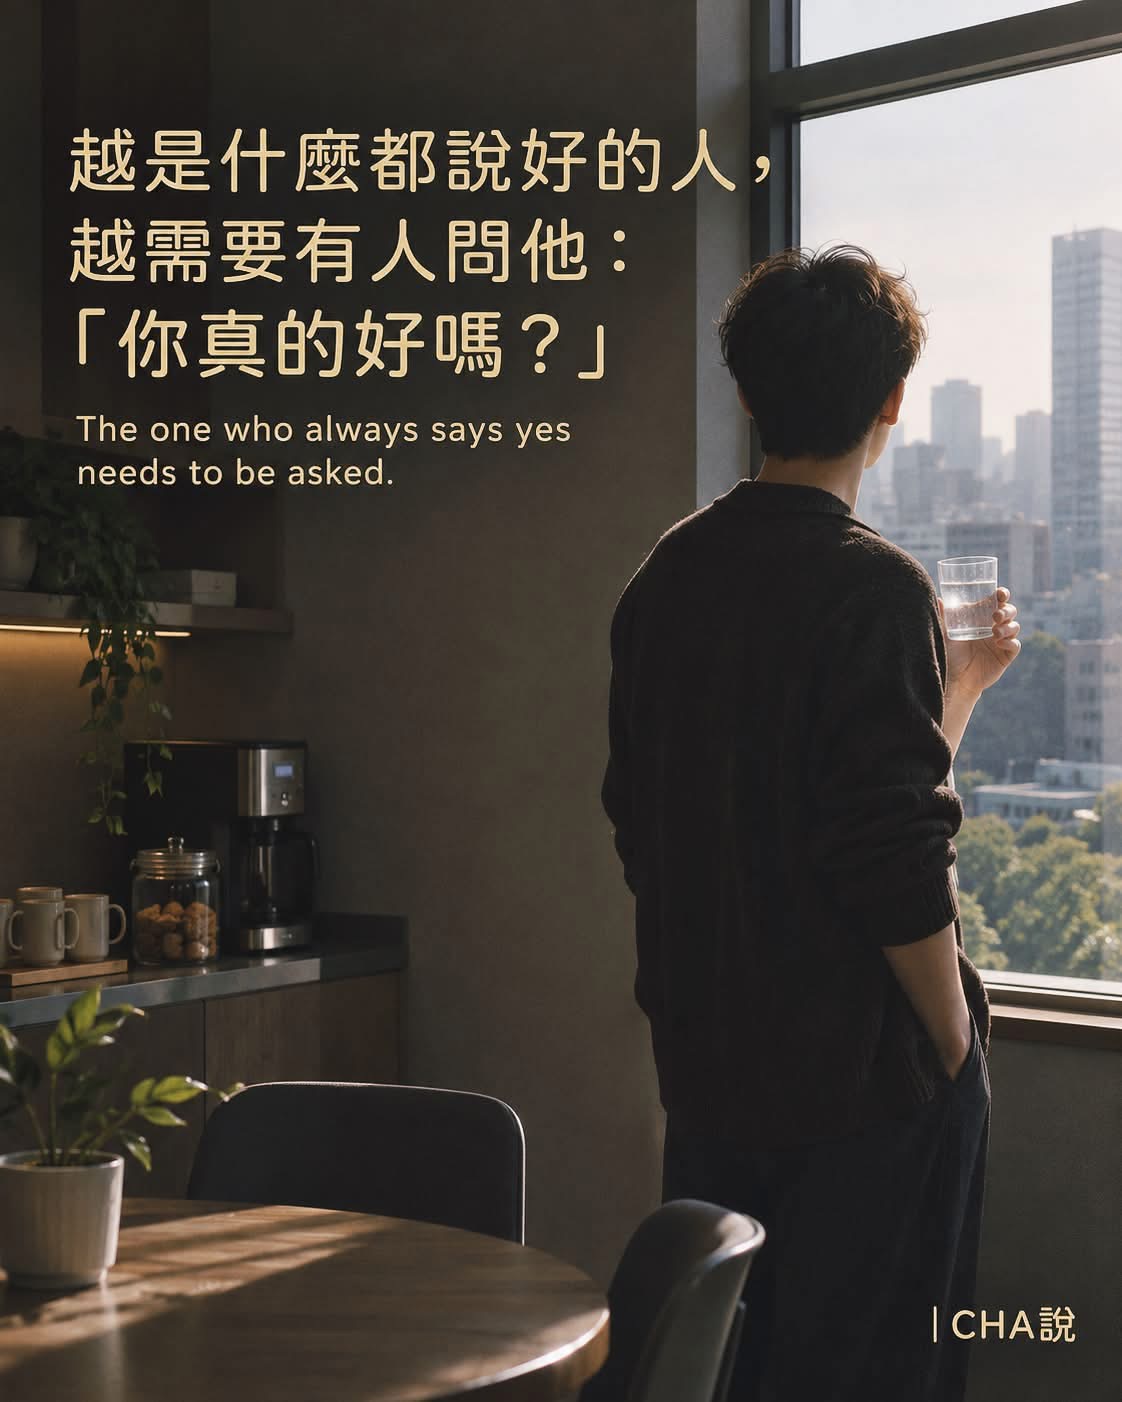 越是什麼都說好的人，
越需要有人問他：
「你真的好嗎？」
The one who always says yes
needs to be asked.
｜CHA說